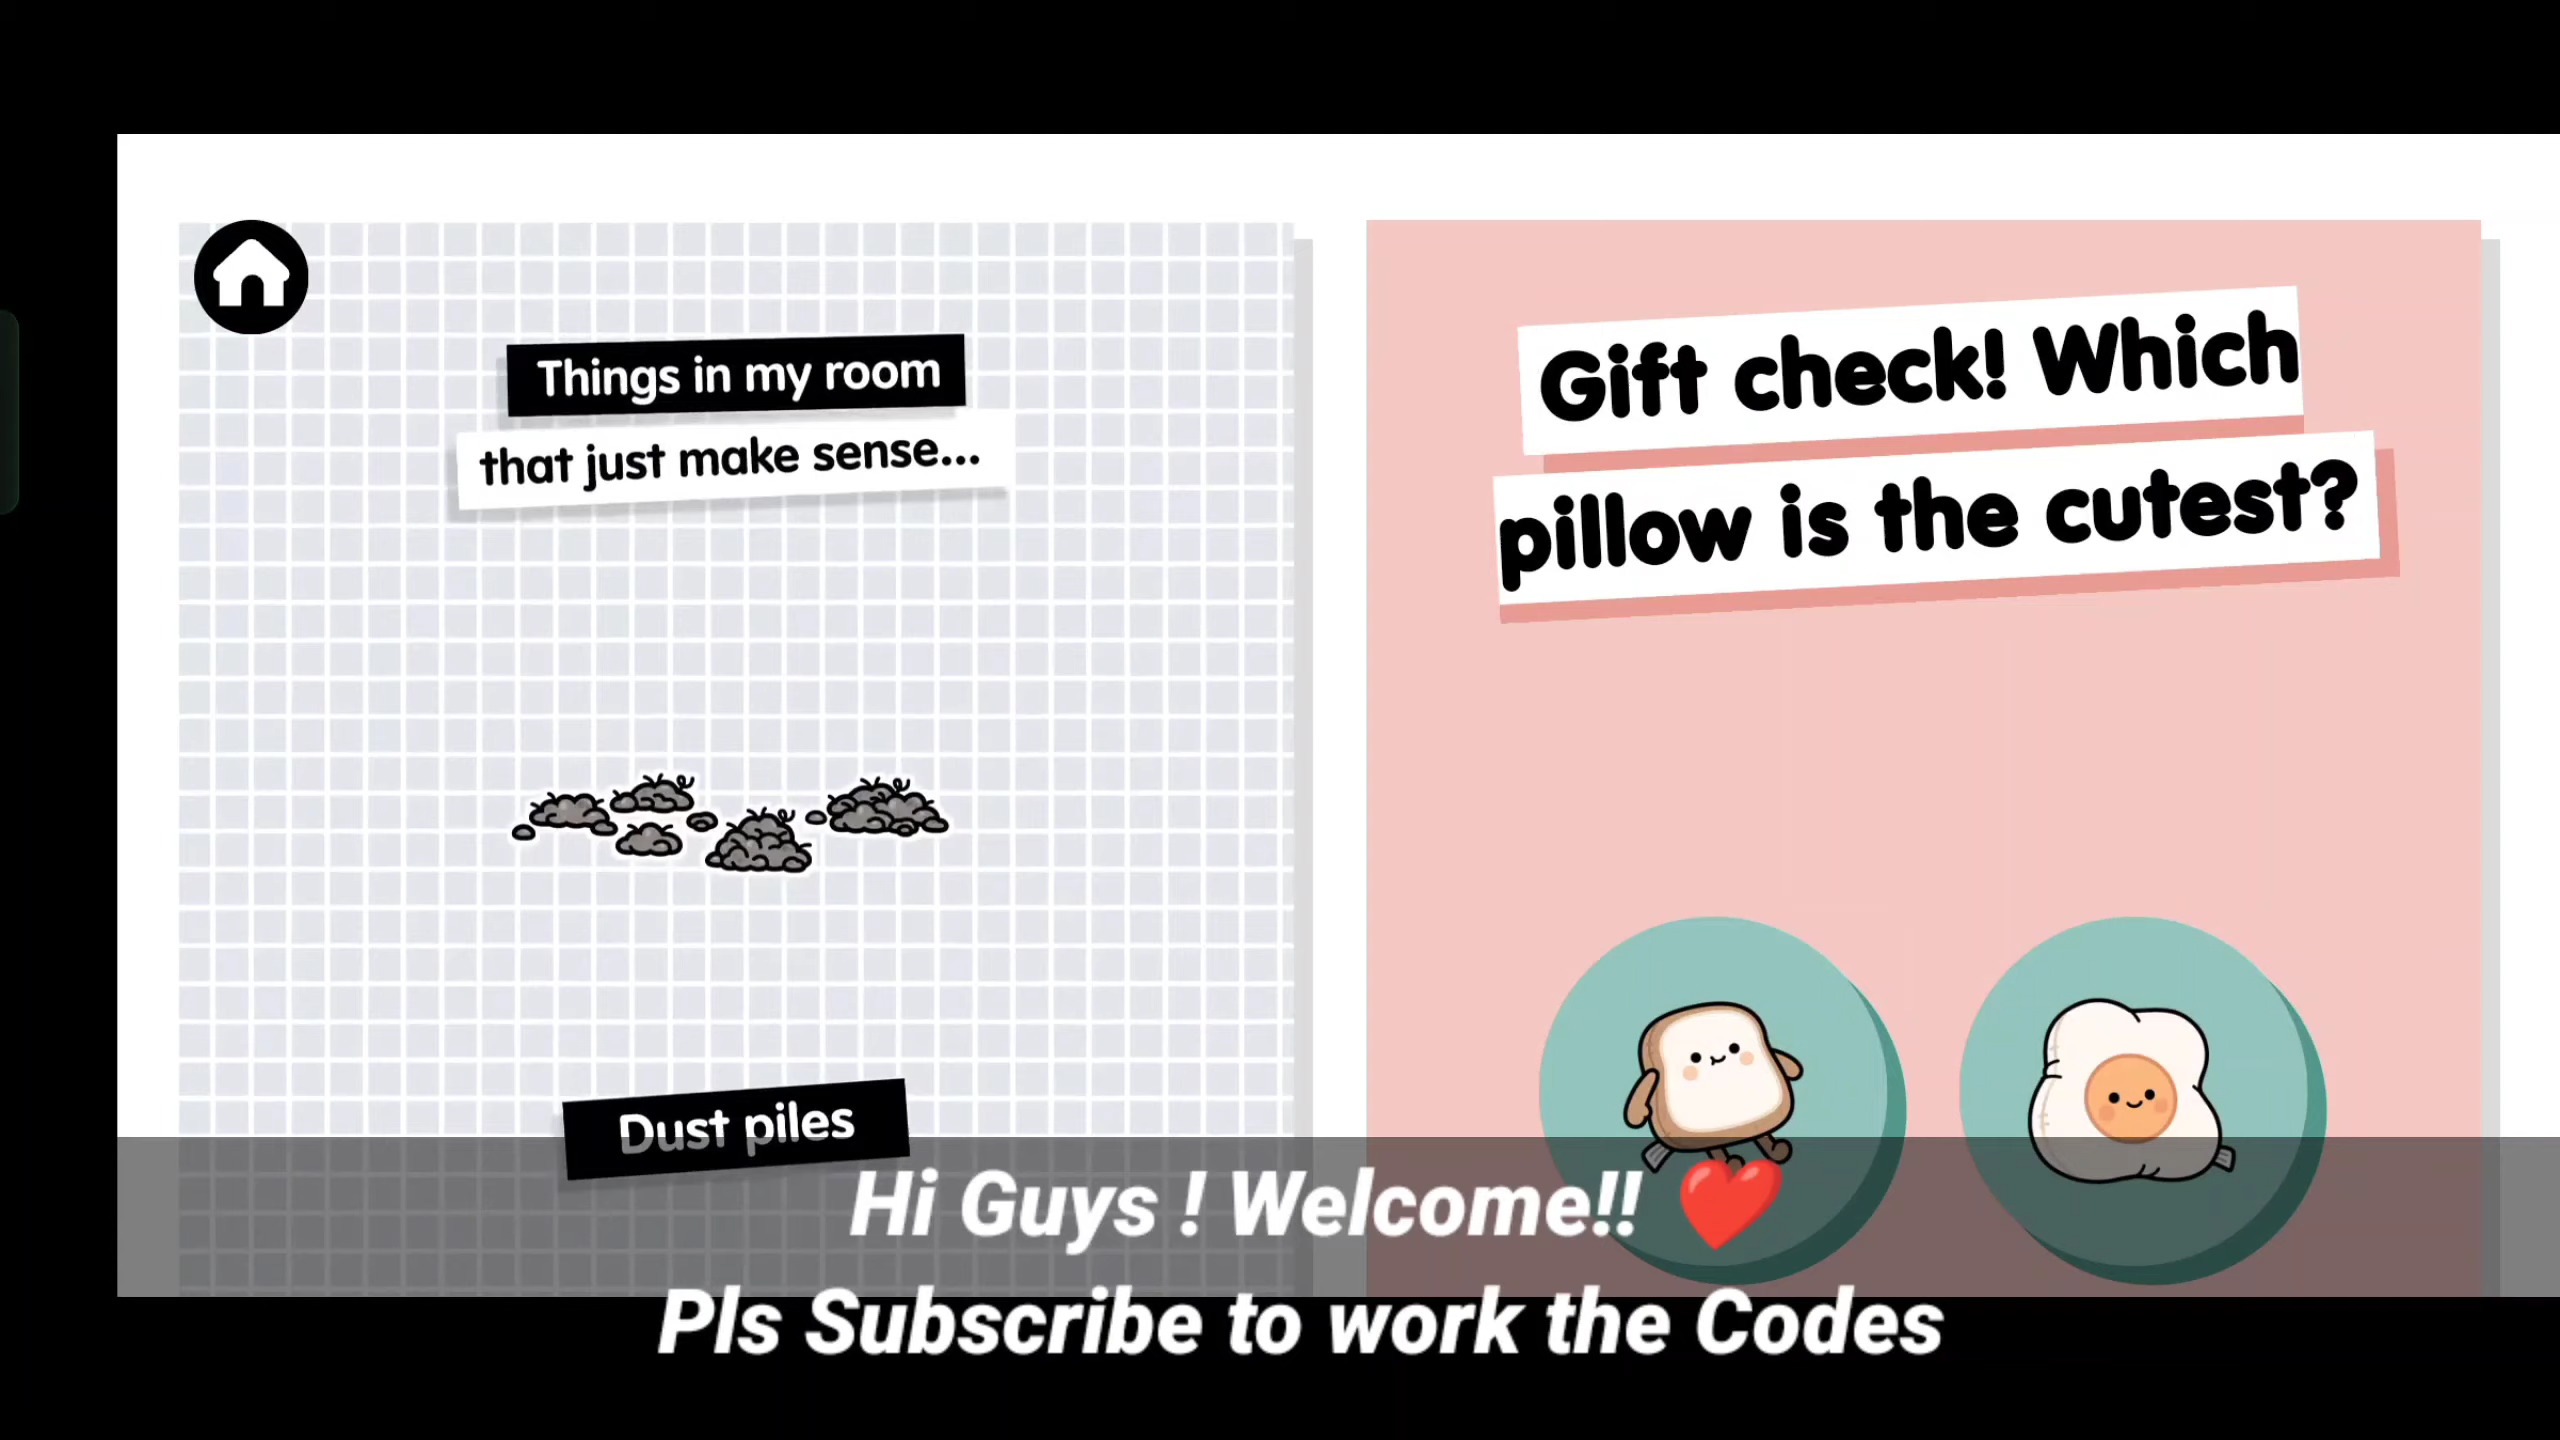 Things in my room
that just make sense...
Dust piles
Gift check! Which
pillow is the cutest?
Hi Guys ! Welcome!! ❤️
Pls Subscribe to work the Codes